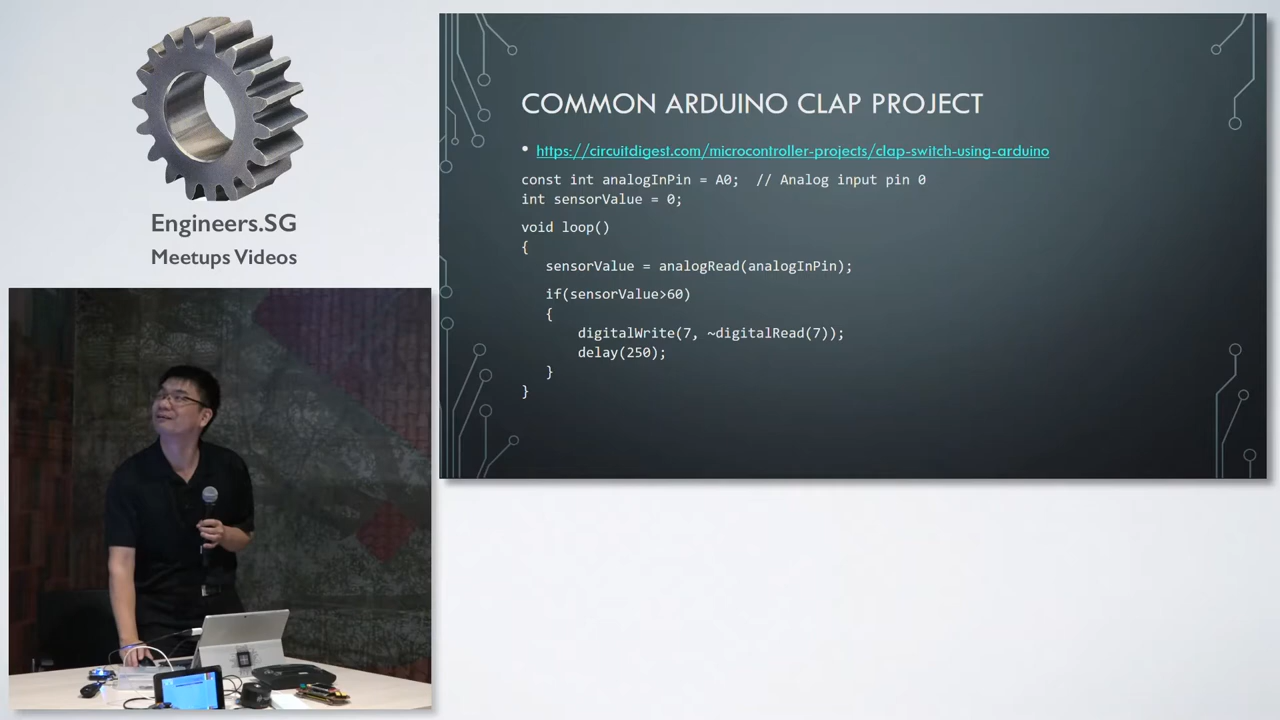 Engineers.SG
Meetups Videos
COMMON ARDUINO CLAP PROJECT
• https://circuitdigest.com/microcontroller-projects/clap-switch-using-arduino
const int analogInPin = A0;  // Analog input pin 0
int sensorValue = 0;
void loop()
{
sensorValue = analogRead(analogInPin);
if(sensorValue>60)
{
digitalWrite(7, ~digitalRead(7));
delay(250);
}
}